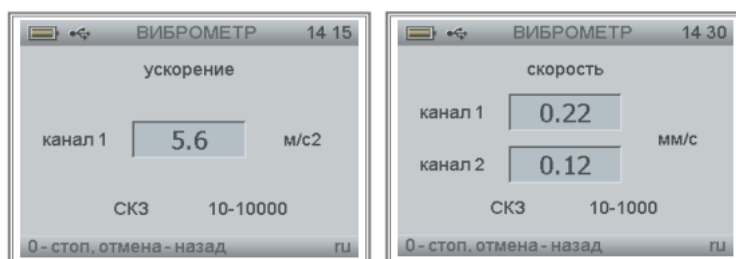 ВИБРОМЕТР 14 15
ускорение
канал 1 5.6 м/с2
СКЗ 10-10000
0 - стоп, отмена - назад ru
ВИБРОМЕТР 14 30
скорость
канал 1 0.22
мм/с
канал 2 0.12
СКЗ 10-1000
0 - стоп, отмена - назад ru